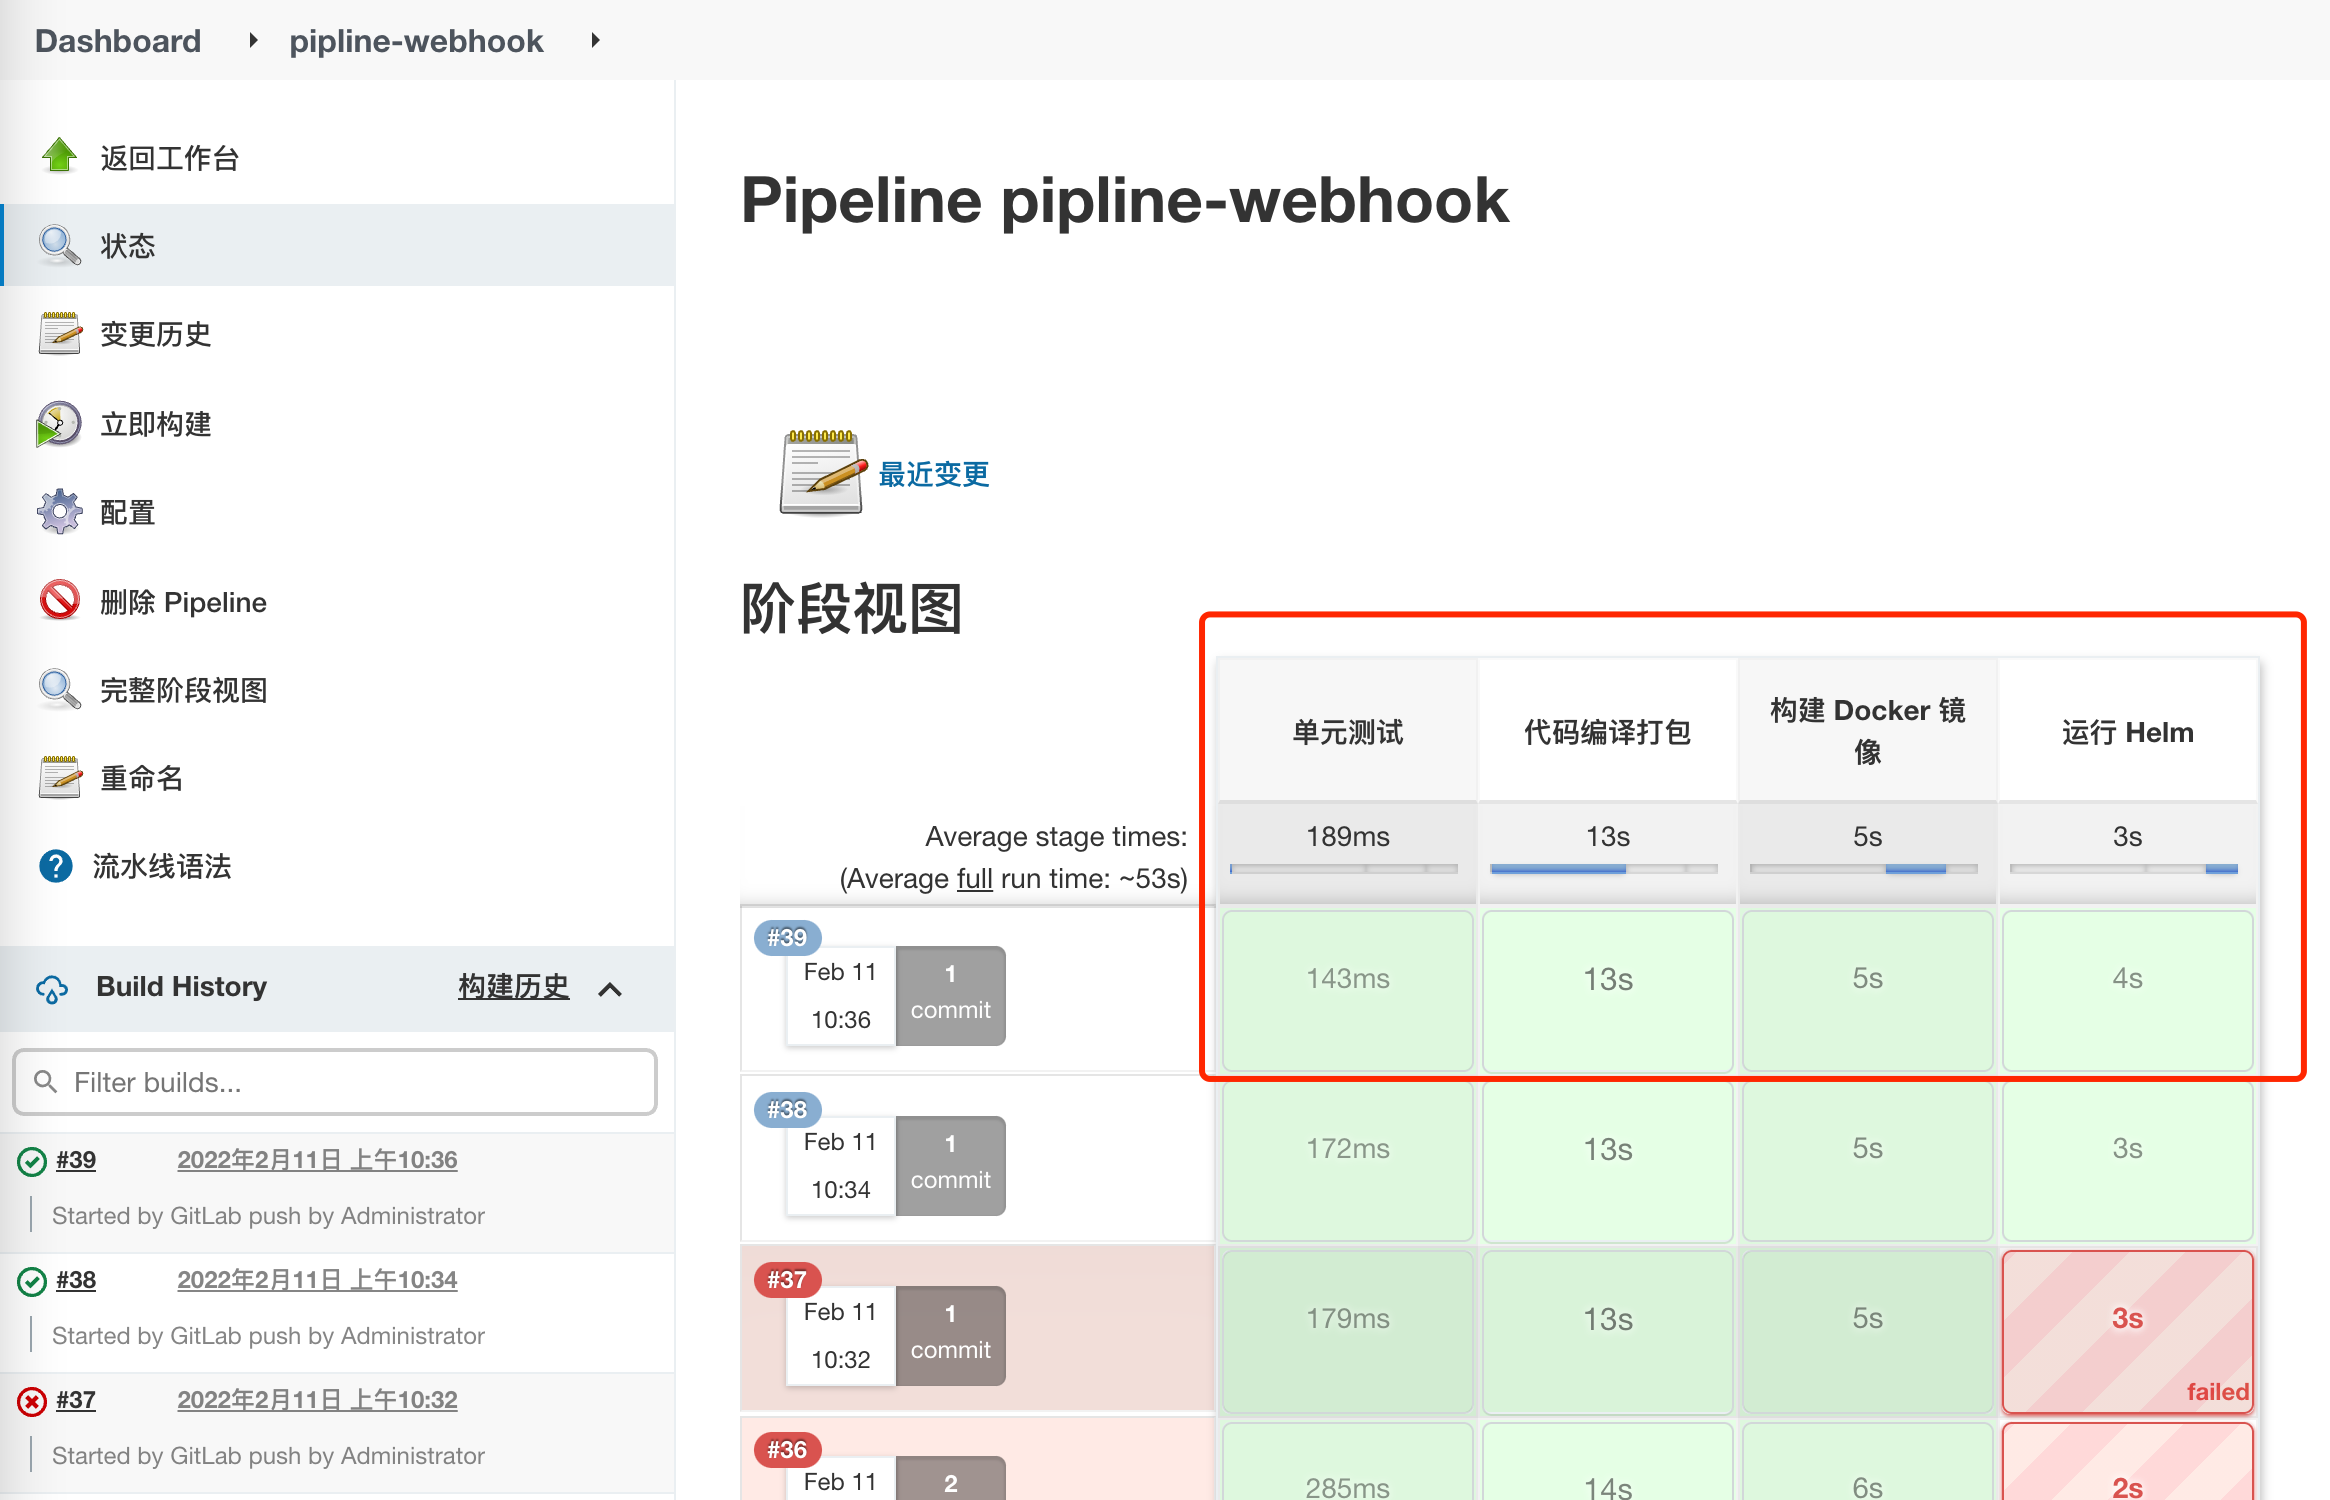 Dashboard
pipline-webhook
返回工作台
状态
变更历史
立即构建
配置
删除 Pipeline
完整阶段视图
重命名
流水线语法
Build History
构建历史
Filter builds...
#39
2022年2月11日 上午10:36
Started by GitLab push by Administrator
#38
2022年2月11日 上午10:34
Started by GitLab push by Administrator
#37
2022年2月11日 上午10:32
Started by GitLab push by Administrator
Pipeline pipline-webhook
最近变更
阶段视图
单元测试
代码编译打包
构建 Docker 镜
像
运行 Helm
Average stage times:
(Average full run time: ~53s)
189ms
13s
5s
3s
#39
Feb 11
10:36
1
commit
143ms
13s
5s
4s
#38
Feb 11
10:34
1
commit
172ms
13s
5s
3s
#37
Feb 11
10:32
1
commit
179ms
13s
5s
3s
failed
#36
Feb 11
2
285ms
14s
6s
2s